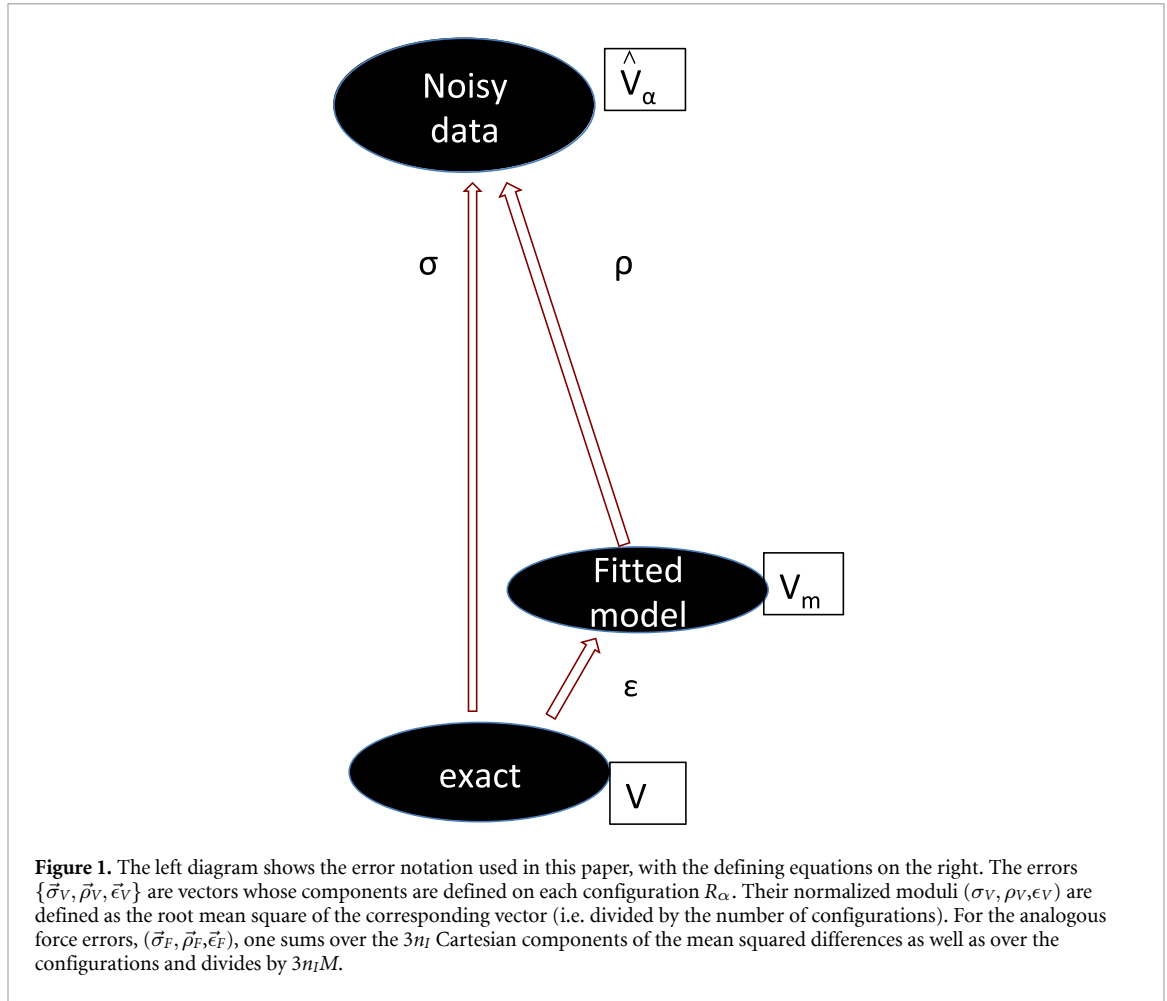 Noisy
data
V̂α
σ
ρ
Fitted
model
Vm
ε
exact
V
Figure 1. The left diagram shows the error notation used in this paper, with the defining equations on the right. The errors
{σ⃗V, ρ⃗V, ϵ⃗V} are vectors whose components are defined on each configuration Rα. Their normalized moduli (σV, ρV,ϵV) are
defined as the root mean square of the corresponding vector (i.e. divided by the number of configurations). For the analogous
force errors, (σ⃗F, ρ⃗F,ϵ⃗F), one sums over the 3nI Cartesian components of the mean squared differences as well as over the
configurations and divides by 3nIM.